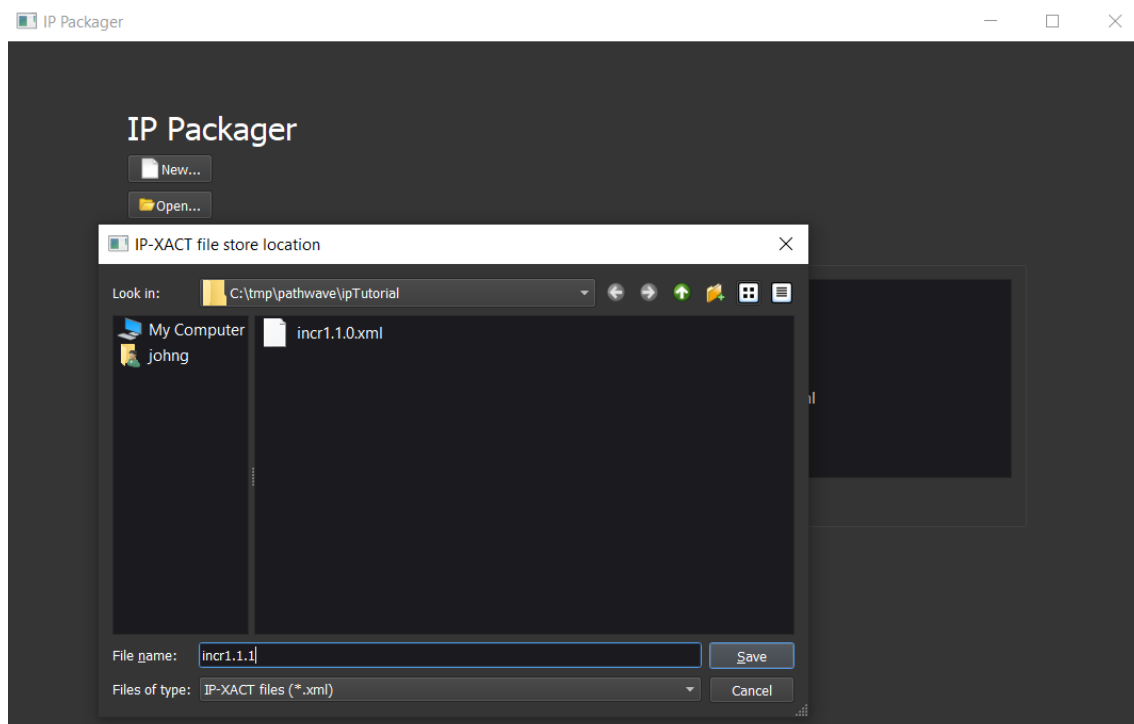 IP Packager
IP Packager
New...
Open...
IP-XACT file store location
Look in: C:\tmp\pathwave\ipTutorial
My Computer
johng
incr1.1.0.xml
File name: incr1.1.1
Save
Files of type: IP-XACT files (*.xml)
Cancel